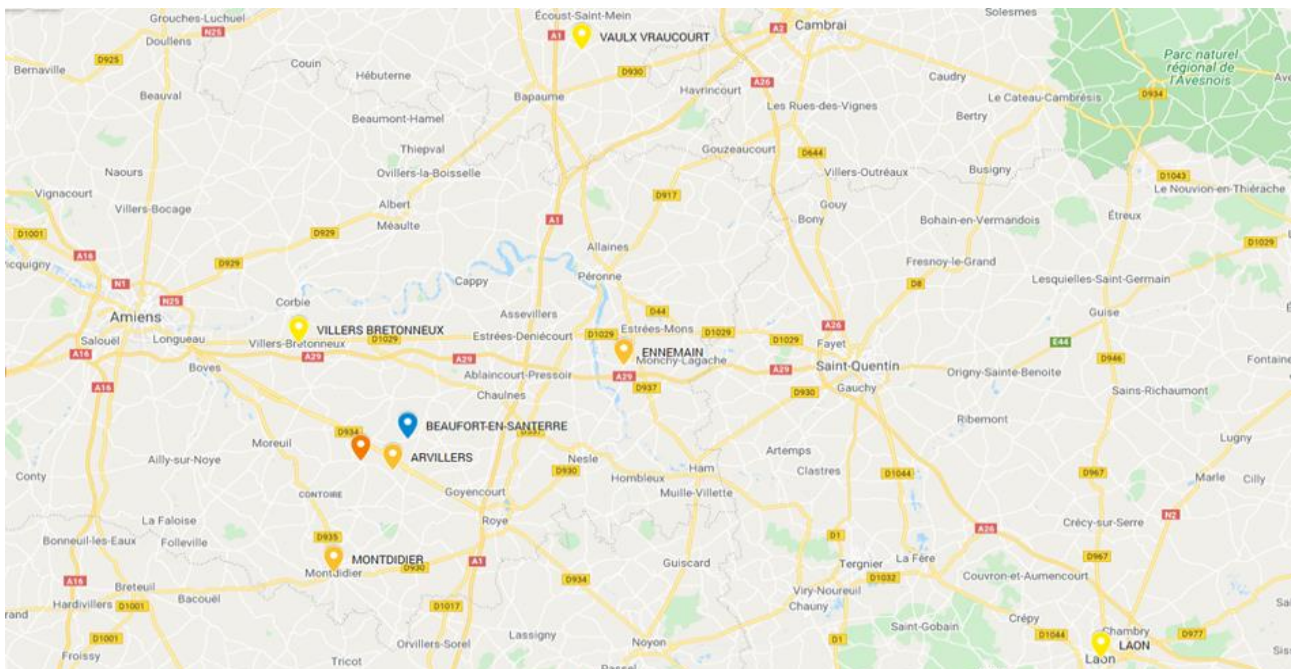 Grouches-Luchuel
N25
Doullens
D925
Bernaville
Couin
Hébuterne
Beauval
Beaumont-Hamel
Thiepval
Naours
Ovillers-la-Boisselle
Vignacourt
Villers-Bocage
Albert
Méaulte
D1001
D929
A16
D929
N1
N25
Amiens
Salouël
Longueau
A16
Corbie
VILLERS BRETONNEUX
Villers-Bretonneux
D1029
A29
Boves
A16
Écoust-Saint-Mein
A1
VAULX VRAUCOURT
A2
Cambrai
Solesmes
D930
Bapaume
Havrincourt
A26
Les Rues-des-Vignes
Caudry
Bertry
Le Cateau-Cambrésis
Parc naturel
régional de
l'Avesnois
D934
Gouzeaucourt
D644
Villers-Outréaux
Busigny
D1043
Le Nouvion-en-Thiérache
D917
A1
Gouy
Bony
Bohain-en-Vermandois
Étreux
D1029
Allaines
Péronne
Cappy
Fresnoy-le-Grand
Lesquielles-Saint-Germain
D8
Assevillers
D44
Estrées-Deniécourt
D1029
Estrées-Mons
D1029
D1029
A26
Fayet
Guise
E44
ENNEMAIN
Monchy-Lagache
A29
Ablaincourt-Pressoir
A29
D937
A29
Saint-Quentin
Origny-Sainte-Benoite
D946
Fontaine
Chaulnes
D930
Gauchy
Sains-Richaumont
Ribemont
BEAUFORT-EN-SANTERRE
D934
Moreuil
ARVILLERS
Ailly-sur-Noye
Conty
Nesle
D930
Hombleux
Ham
Muille-Villette
Artemps
Clastres
D1044
D967
Lugny
Marle
Cilly
CONTOIRE
Goyencourt
Roye
La Faloise
Folleville
Bonneuil-les-Eaux
D935
MONTDIDIER
Montdidier
D930
A1
Guiscard
D1
A26
Crécy-sur-Serre
N2
Tergnier
La Fère
D967
Couvron-et-Aumencourt
A16
Breteuil
Hardivillers
D1001
Bacouël
D1017
D934
D1032
Viry-Noureuil
Chauny
D1001
Froissy
Tricot
Orvillers-Sorel
Lassigny
Noyon
D1
Saint-Gobain
Crépy
D1044
Chambry
D977
LAON
Laon